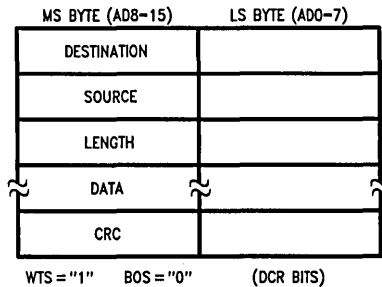 MS BYTE (AD8-15) LS BYTE (AD0-7)
DESTINATION
SOURCE
LENGTH
DATA
CRC
WTS = "1" BOS = "0" (DCR BITS)